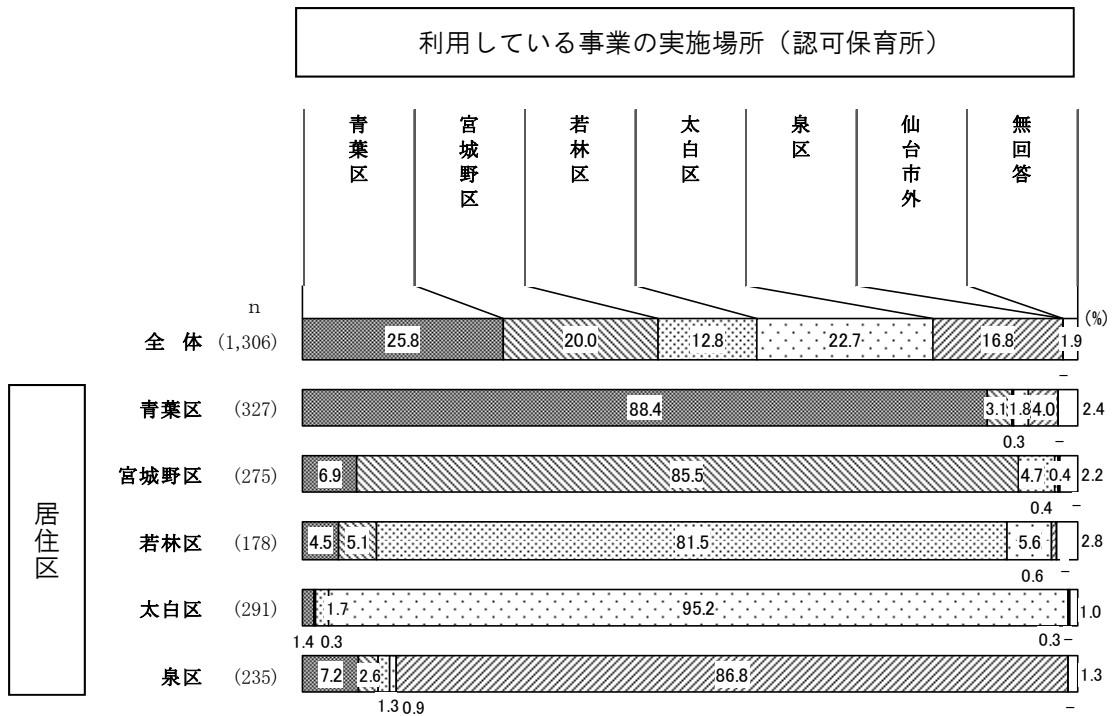 利用している事業の実施場所（認可保育所）
青葉区
宮城野区
若林区
太白区
泉区
仙台市外
無回答
n
(%)
全　体 (1,306) 25.8 20.0 12.8 22.7 16.8 1.9
–
居住区
青葉区 (327) 88.4 3.1 1.8 4.0 2.4
0.3 –
宮城野区 (275) 6.9 85.5 4.7 0.4 2.2
0.4 –
若林区 (178) 4.5 5.1 81.5 5.6 2.8
0.6 –
太白区 (291) 1.7 95.2 1.0
1.4 0.3 0.3 –
泉区 (235) 7.2 2.6 86.8 1.3
1.3 0.9 –